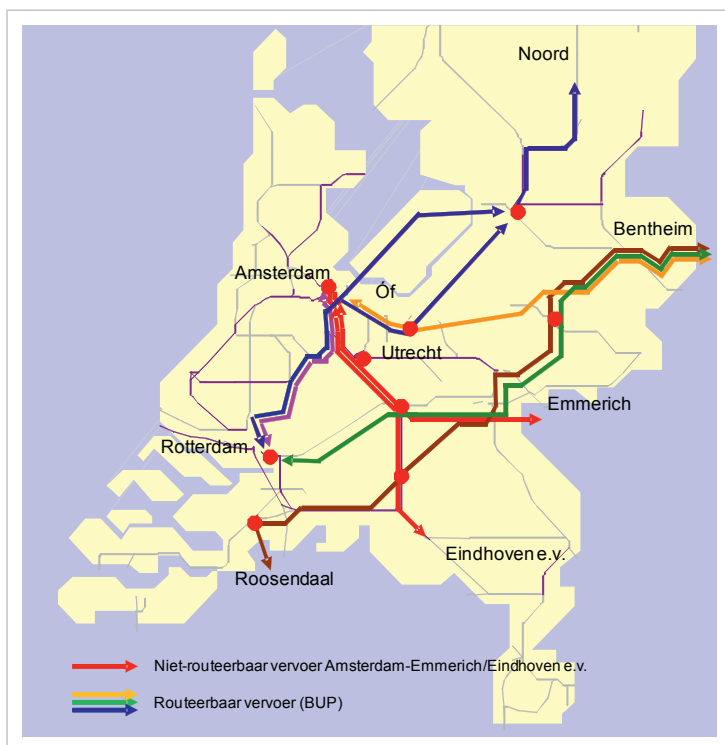 Noord
Bentheim
Amsterdam
Óf
Utrecht
Emmerich
Rotterdam
Eindhoven e.v.
Roosendaal
Niet-routeerbaar vervoer Amsterdam-Emmerich/Eindhoven e.v.
Routeerbaar vervoer (BUP)